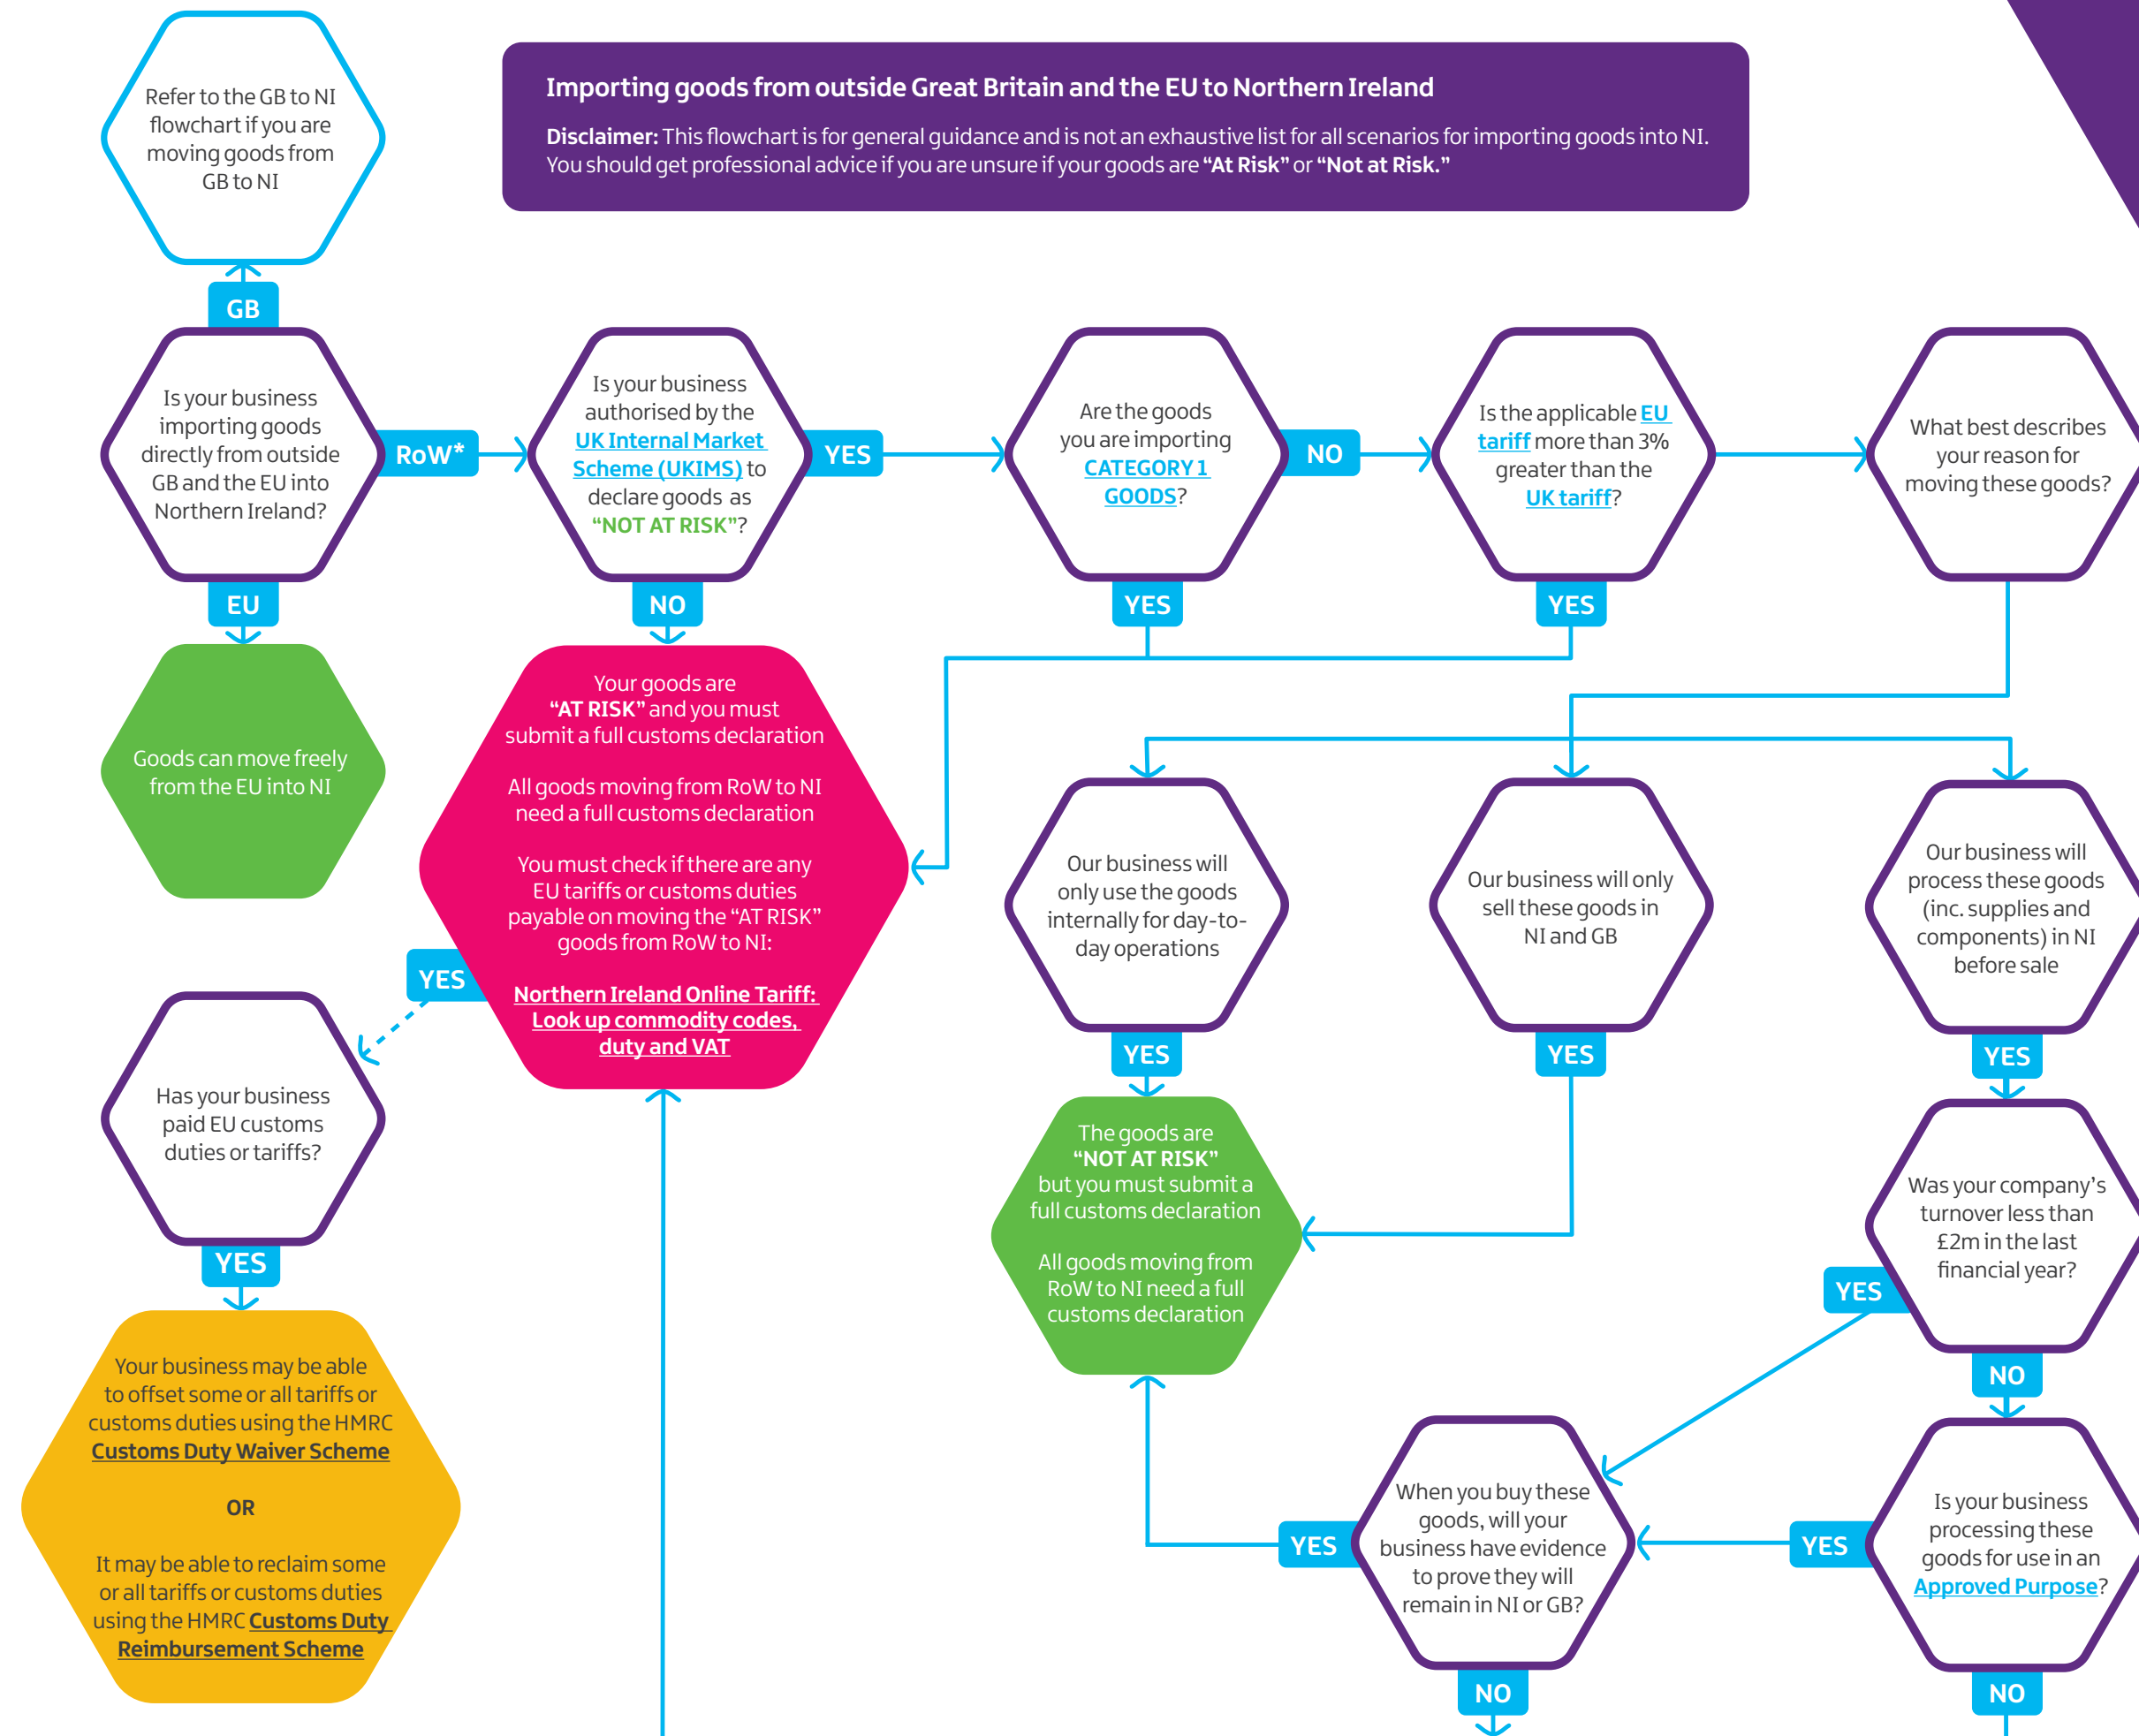 Refer to the GB to NI
flowchart if you are
moving goods from
GB to NI
Importing goods from outside Great Britain and the EU to Northern Ireland
Disclaimer: This flowchart is for general guidance and is not an exhaustive list for all scenarios for importing goods into NI.
You should get professional advice if you are unsure if your goods are “At Risk” or “Not at Risk.”
GB
Is your business
importing goods
directly from outside
GB and the EU into
Northern Ireland?
RoW*
Is your business
authorised by the
UK Internal Market
Scheme (UKIMS) to
declare goods as
“NOT AT RISK”?
YES
Are the goods
you are importing
CATEGORY 1
GOODS?
NO
Is the applicable EU
tariff more than 3%
greater than the
UK tariff?
What best describes
your reason for
moving these goods?
EU
NO
YES
YES
Goods can move freely
from the EU into NI
Your goods are
“AT RISK” and you must
submit a full customs declaration
All goods moving from RoW to NI
need a full customs declaration
You must check if there are any
EU tariffs or customs duties
payable on moving the “AT RISK”
goods from RoW to NI:
Northern Ireland Online Tariff:
Look up commodity codes,
duty and VAT
Our business will
only use the goods
internally for day-to-
day operations
Our business will only
sell these goods in
NI and GB
Our business will
process these goods
(inc. supplies and
components) in NI
before sale
YES
YES
YES
YES
Has your business
paid EU customs
duties or tariffs?
The goods are
“NOT AT RISK”
but you must submit a
full customs declaration
All goods moving from
RoW to NI need a full
customs declaration
Was your company’s
turnover less than
£2m in the last
financial year?
YES
YES
NO
Your business may be able
to offset some or all tariffs or
customs duties using the HMRC
Customs Duty Waiver Scheme
OR
It may be able to reclaim some
or all tariffs or customs duties
using the HMRC Customs Duty
Reimbursement Scheme
YES
When you buy these
goods, will your
business have evidence
to prove they will
remain in NI or GB?
YES
Is your business
processing these
goods for use in an
Approved Purpose?
NO
NO